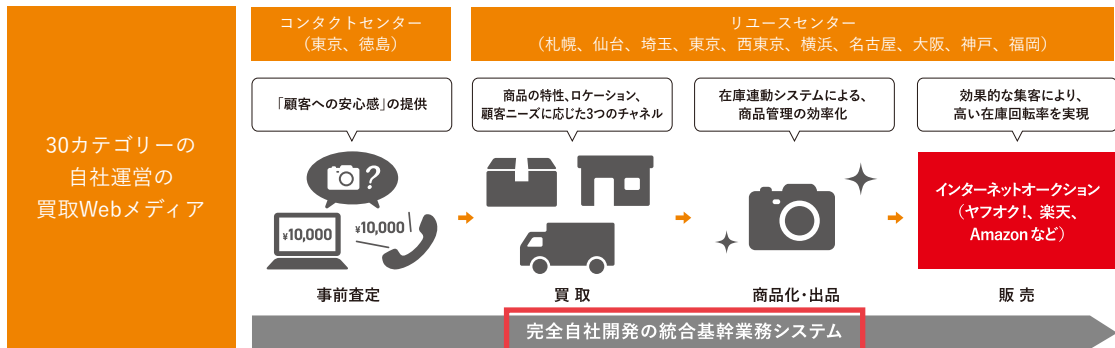 30カテゴリーの
自社運営の
買取Webメディア
コンタクトセンター
（東京、徳島）
リユースセンター
（札幌、仙台、埼玉、東京、西東京、横浜、名古屋、大阪、神戸、福岡）
「顧客への安心感」の提供
商品の特性、ロケーション、
顧客ニーズに応じた3つのチャネル
在庫連動システムによる、
商品管理の効率化
効果的な集客により、
高い在庫回転率を実現
?
¥10,000
¥10,000
インターネットオークション
（ヤフオク！、楽天、
Amazonなど）
事前査定
買 取
商品化・出品
販 売
完全自社開発の統合基幹業務システム